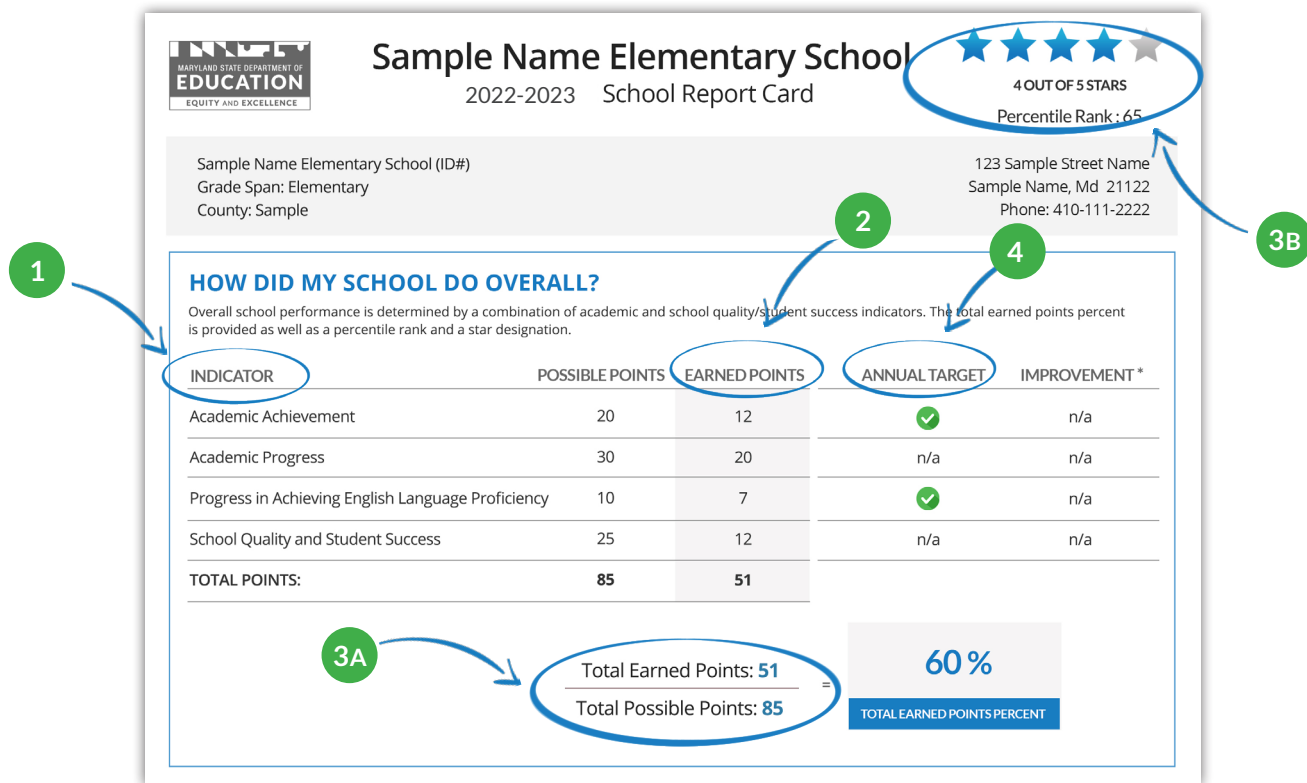 MARYLAND STATE DEPARTMENT OF
EDUCATION
EQUITY AND EXCELLENCE
Sample Name Elementary School
2022-2023 School Report Card
4 OUT OF 5 STARS
Percentile Rank : 65
Sample Name Elementary School (ID#)
Grade Span: Elementary
County: Sample
123 Sample Street Name
Sample Name, Md 21122
Phone: 410-111-2222
1
2
4
3B
HOW DID MY SCHOOL DO OVERALL?
Overall school performance is determined by a combination of academic and school quality/student success indicators. The total earned points percent
is provided as well as a percentile rank and a star designation.
INDICATOR POSSIBLE POINTS EARNED POINTS ANNUAL TARGET IMPROVEMENT *
Academic Achievement 20 12 n/a
Academic Progress 30 20 n/a n/a
Progress in Achieving English Language Proficiency 10 7 n/a
School Quality and Student Success 25 12 n/a n/a
TOTAL POINTS: 85 51
3A
Total Earned Points: 51
Total Possible Points: 85
=
60 %
TOTAL EARNED POINTS PERCENT